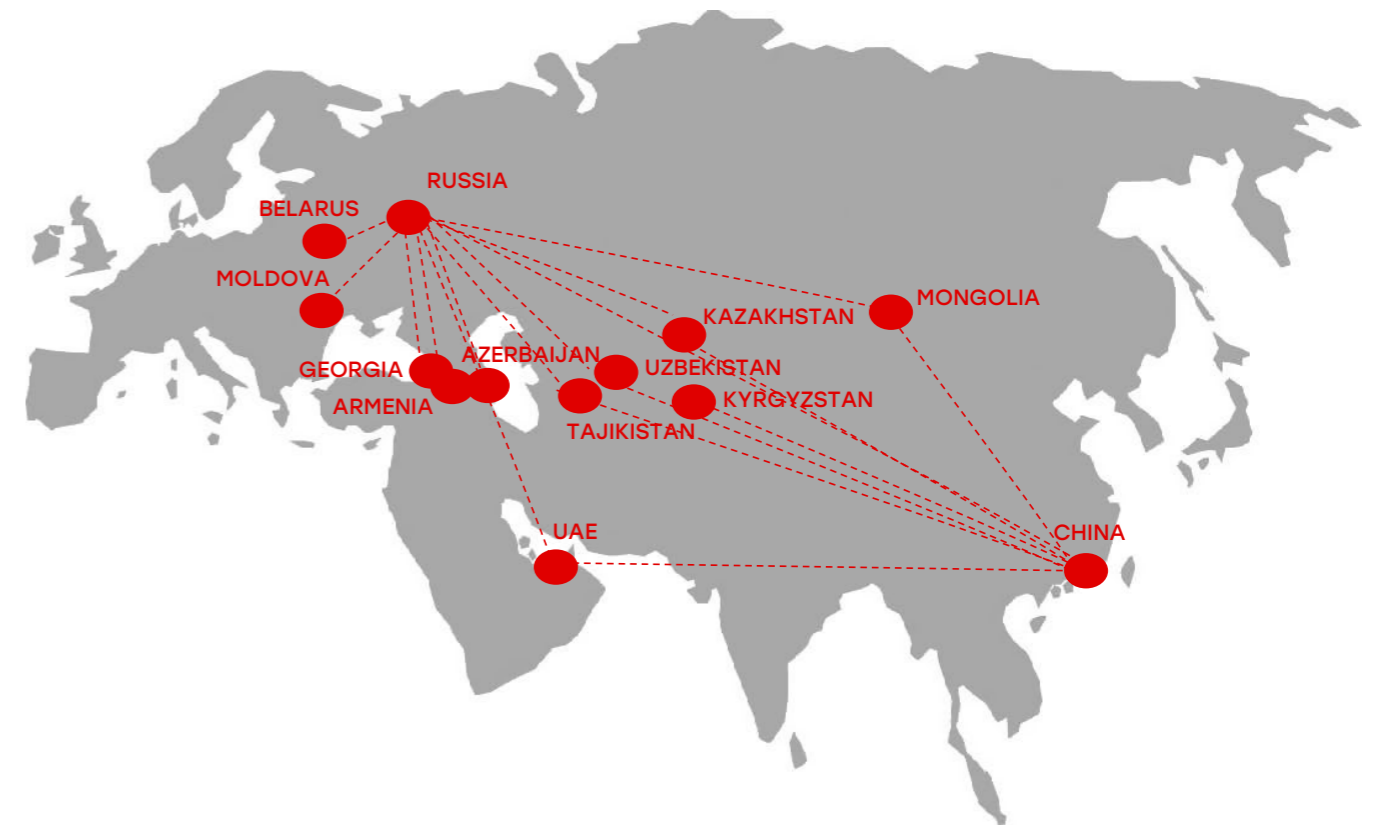 RUSSIA
BELARUS
MOLDOVA
MONGOLIA
KAZAKHSTAN
AZERBAIJAN
GEORGIA
UZBEKISTAN
KYRGYZSTAN
ARMENIA
TAJIKISTAN
UAE
CHINA